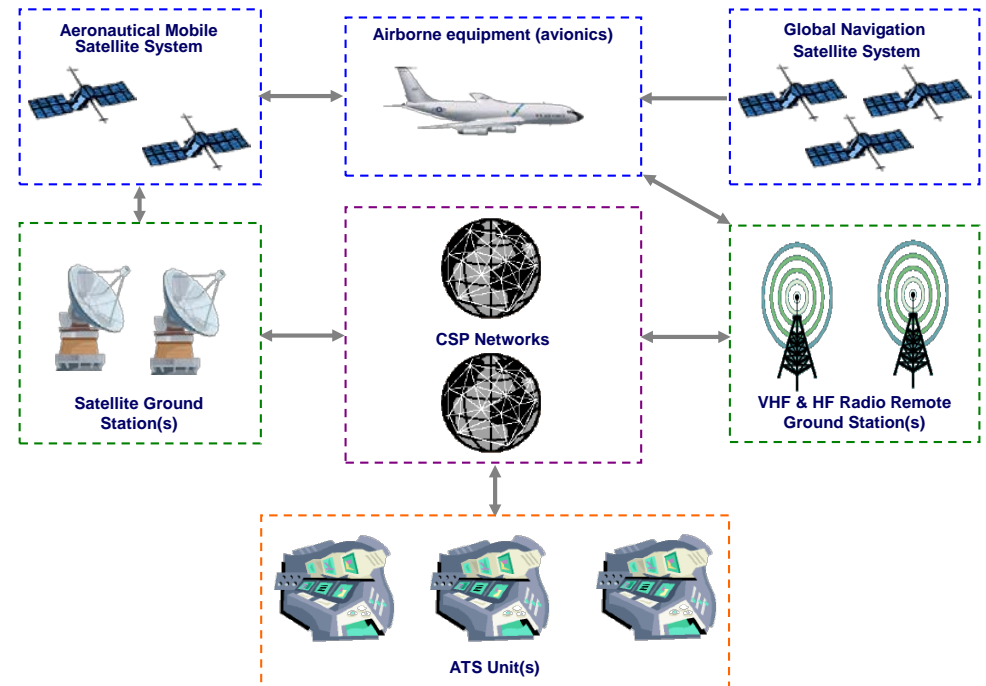 Aeronautical Mobile
Satellite System
Airborne equipment (avionics)
Global Navigation
Satellite System
CSP Networks
Satellite Ground
Station(s)
VHF & HF Radio Remote
Ground Station(s)
ATS Unit(s)